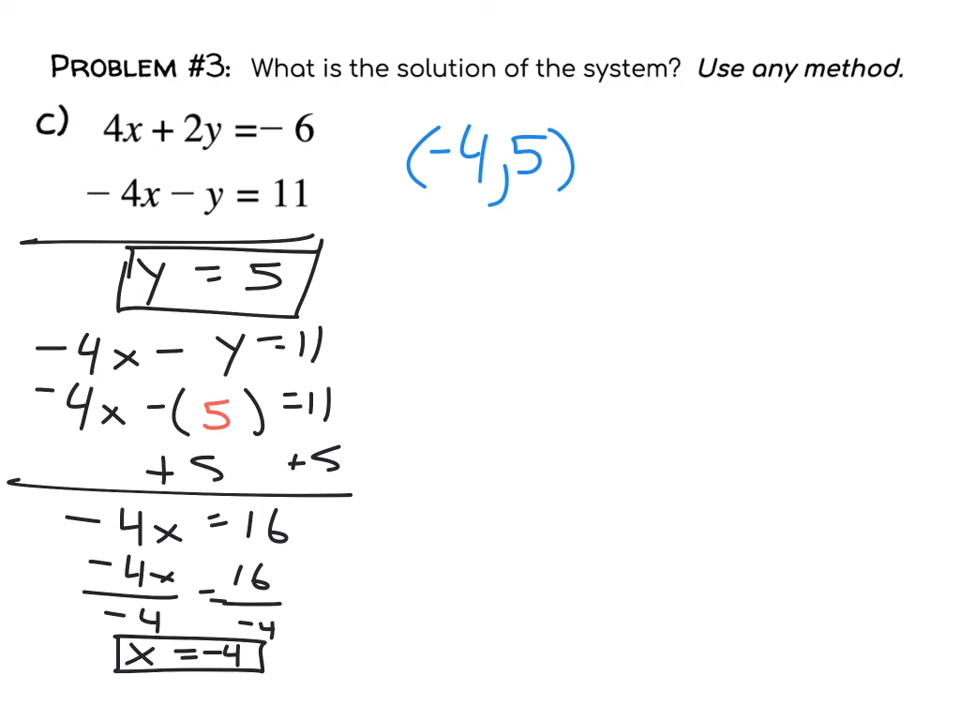 PROBLEM #3: What is the solution of the system? Use any method.
c) 4x + 2y =− 6
− 4x − y = 11
(-4,5)
y = 5
-4x - y = 11
-4x -(5) = 11
+5 +5
-4x = 16
-4x/-4 = 16/-4
x = -4